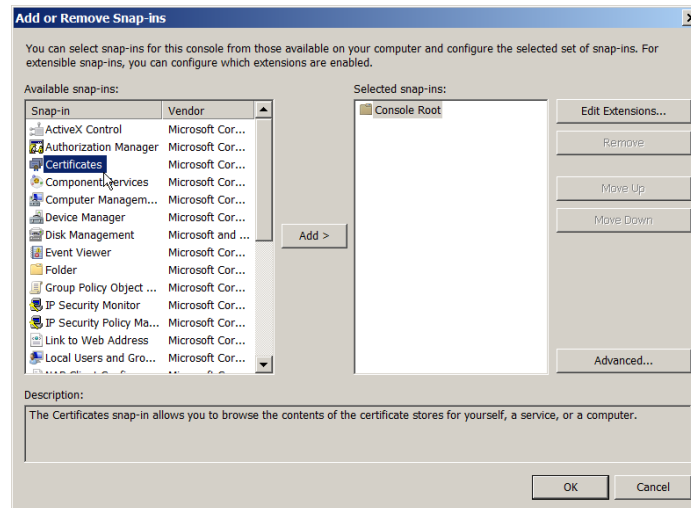 Add or Remove Snap-ins
You can select snap-ins for this console from those available on your computer and configure the selected set of snap-ins. For
extensible snap-ins, you can configure which extensions are enabled.
Available snap-ins:
Selected snap-ins:
Snap-in Vendor
Console Root
Edit Extensions...
ActiveX Control Microsoft Cor...
Authorization Manager Microsoft Cor...
Remove
Certificates Microsoft Cor...
Component Services Microsoft Cor...
Move Up
Computer Managem... Microsoft Cor...
Device Manager Microsoft Cor...
Move Down
Disk Management Microsoft and ...
Add >
Event Viewer Microsoft Cor...
Folder Microsoft Cor...
Group Policy Object ... Microsoft Cor...
IP Security Monitor Microsoft Cor...
IP Security Policy Ma... Microsoft Cor...
Link to Web Address Microsoft Cor...
Local Users and Gro... Microsoft Cor...
Advanced...
Description:
The Certificates snap-in allows you to browse the contents of the certificate stores for yourself, a service, or a computer.
OK Cancel